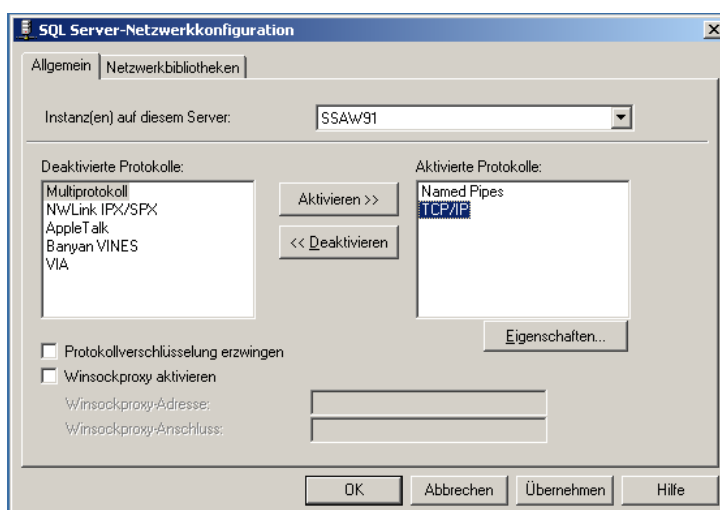 SQL Server-Netzwerkkonfiguration
Allgemein Netzwerkbibliotheken
Instanz(en) auf diesem Server: SSAW91
Deaktivierte Protokolle:
Multiprotokoll
NWLink IPX/SPX
AppleTalk
Banyan VINES
VIA
Aktivieren >>
<< Deaktivieren
Aktivierte Protokolle:
Named Pipes
TCP/IP
Eigenschaften...
Protokollverschlüsselung erzwingen
Winsockproxy aktivieren
Winsockproxy-Adresse:
Winsockproxy-Anschluss:
OK Abbrechen Übernehmen Hilfe